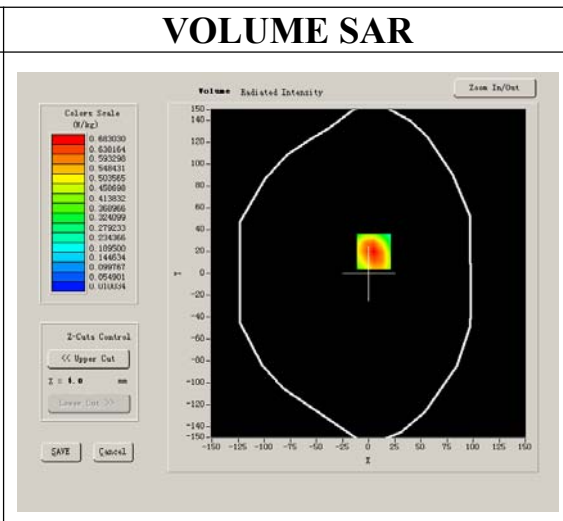 VOLUME SAR
Volume Radiated Intensity
Zoom In/Out
Colors Scale
(W/kg)
0.683030
0.638164
0.593298
0.548431
0.503565
0.458698
0.413832
0.368966
0.324099
0.279233
0.234366
0.189500
0.144634
0.099767
0.054901
0.010034
Z-Cuts Control
<< Upper Cut
mm
Lower Cut >>
SAVE
Cancel
150
140
120
100
80
60
40
20
0
-20
-40
-60
-80
-100
-120
-140
-150
Y
-150 -125 -100 -75 -50 -25 0 25 50 75 100 125 150
X